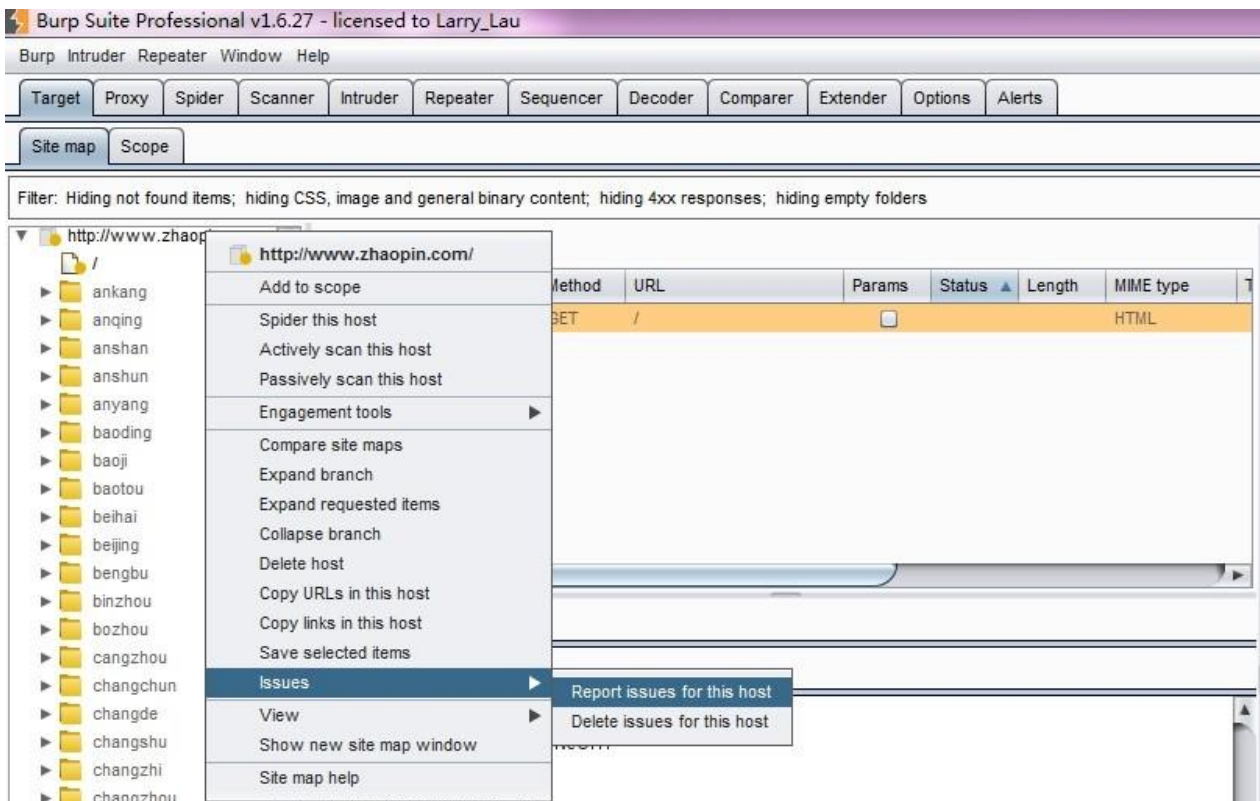 Burp Suite Professional v1.6.27 - licensed to Larry_Lau
Burp Intruder Repeater Window Help
Target Proxy Spider Scanner Intruder Repeater Sequencer Decoder Comparer Extender Options Alerts
Site map Scope
Filter: Hiding not found items; hiding CSS, image and general binary content; hiding 4xx responses; hiding empty folders
http://www.zhaop
/
ankang
anqing
anshan
anshun
anyang
baoding
baoji
baotou
beihai
beijing
bengbu
binzhou
bozhou
cangzhou
changchun
changde
changshu
changzhi
changzhou
http://www.zhaopin.com/
Add to scope
Spider this host
Actively scan this host
Passively scan this host
Engagement tools
Compare site maps
Expand branch
Expand requested items
Collapse branch
Delete host
Copy URLs in this host
Copy links in this host
Save selected items
Issues
View
Show new site map window
Site map help
Report issues for this host
Delete issues for this host
Method URL Params Status Length MIME type T
GET / HTML